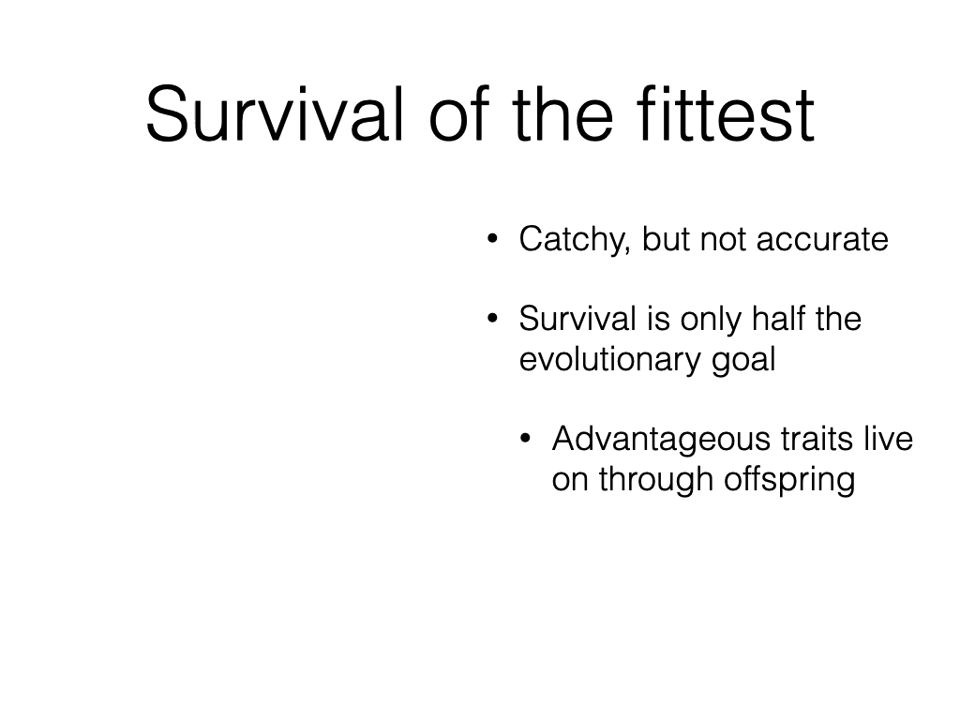 Survival of the fittest
• Catchy, but not accurate
• Survival is only half the
evolutionary goal
• Advantageous traits live
on through offspring